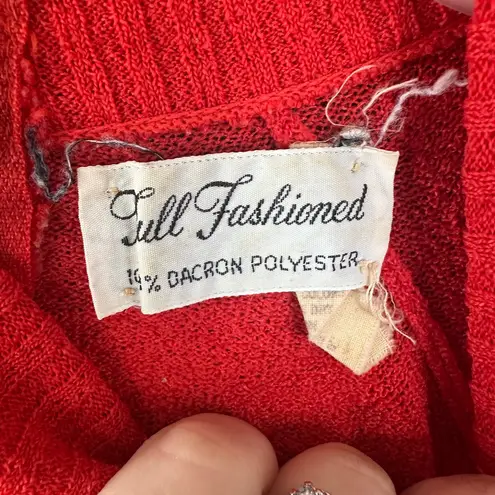 Full Fashioned
% DACRON POLYESTER